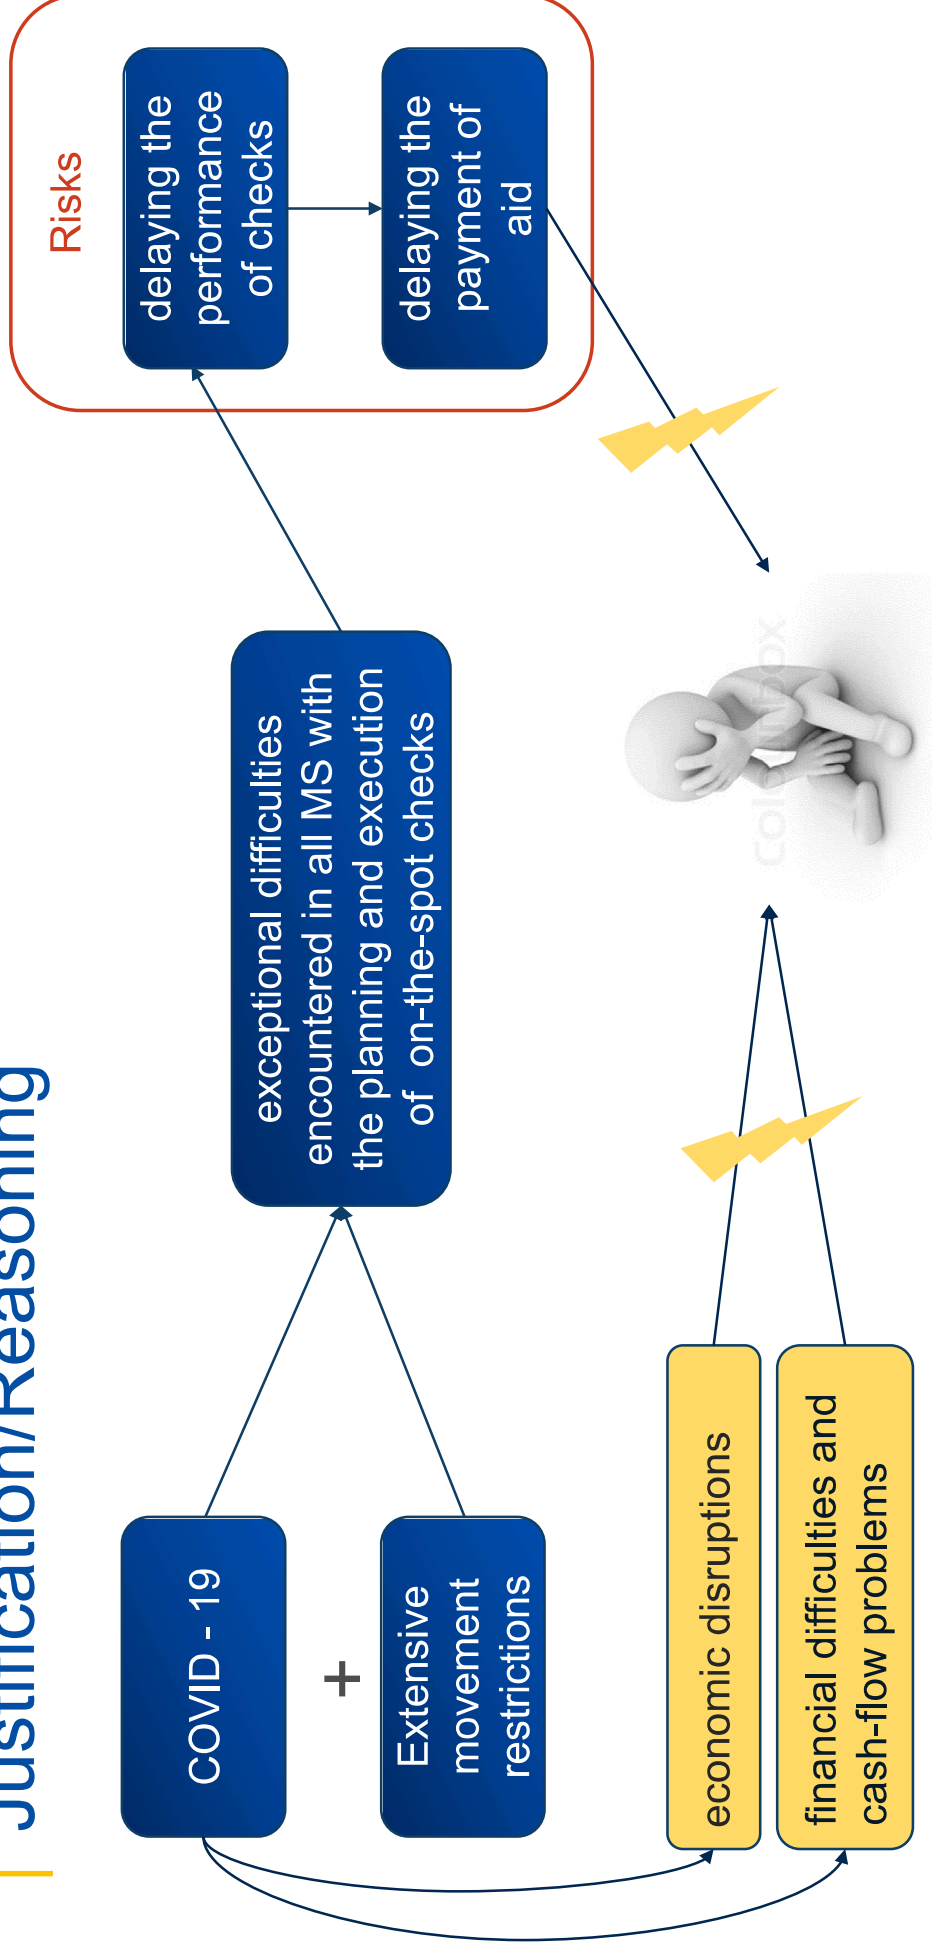 Justification/Reasoning
COVID - 19
+
Extensive
movement
restrictions
exceptional difficulties
encountered in all MS with
the planning and execution
of on-the-spot checks
Risks
delaying the
performance
of checks
delaying the
payment of
aid
economic disruptions
financial difficulties and
cash-flow problems